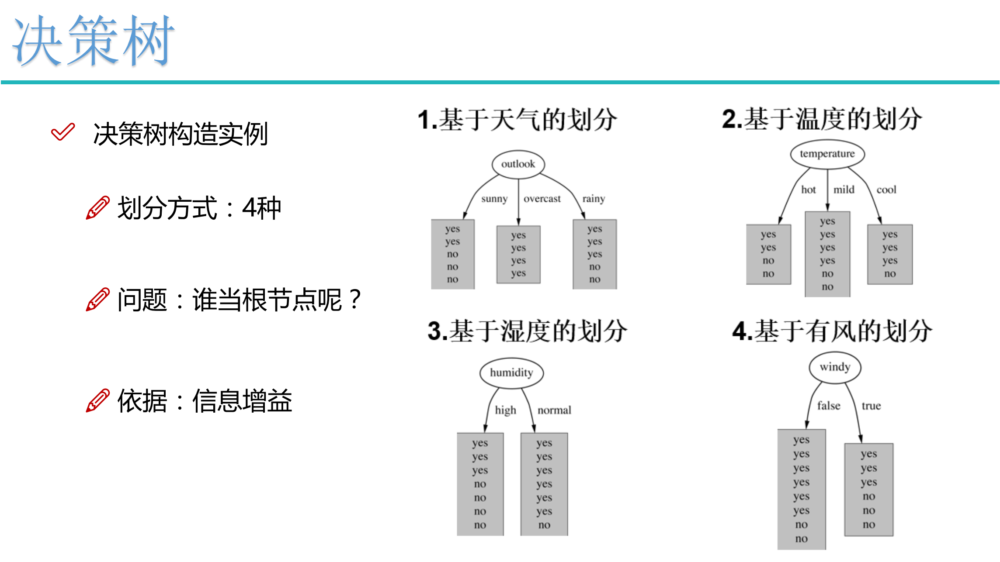 决策树
决策树构造实例
划分方式：4种
问题：谁当根节点呢？
依据：信息增益
1.基于天气的划分
outlook
sunny overcast rainy
yes
yes
no
no
no
yes
yes
yes
yes
yes
yes
yes
no
no
2.基于温度的划分
temperature
hot mild cool
yes
yes
no
no
yes
yes
yes
yes
no
no
yes
yes
yes
no
3.基于湿度的划分
humidity
high normal
yes
yes
yes
no
no
no
no
yes
yes
yes
yes
yes
yes
no
4.基于有风的划分
windy
false true
yes
yes
yes
yes
yes
yes
no
no
yes
yes
yes
no
no
no